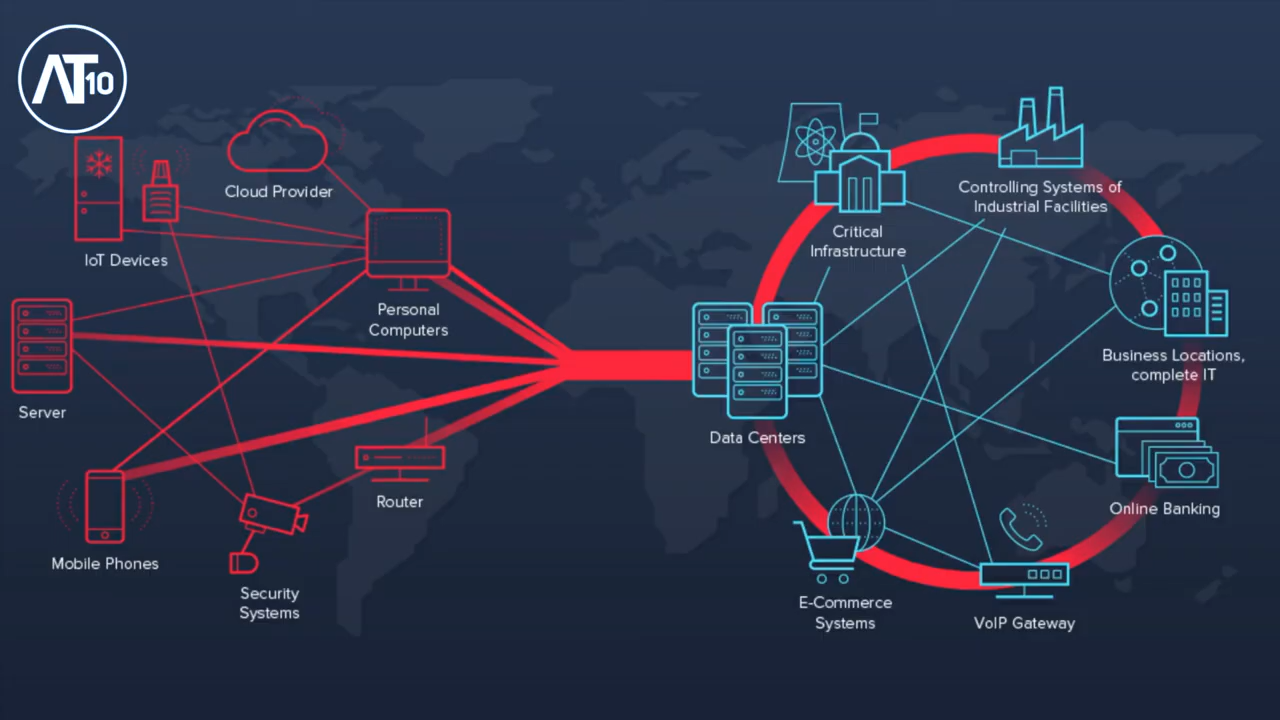 AT10
Cloud Provider
IoT Devices
Personal
Computers
Server
Router
Mobile Phones
Security
Systems
Critical
Infrastructure
Controlling Systems of
Industrial Facilities
Business Locations,
complete IT
Data Centers
Online Banking
E-Commerce
Systems
VoIP Gateway